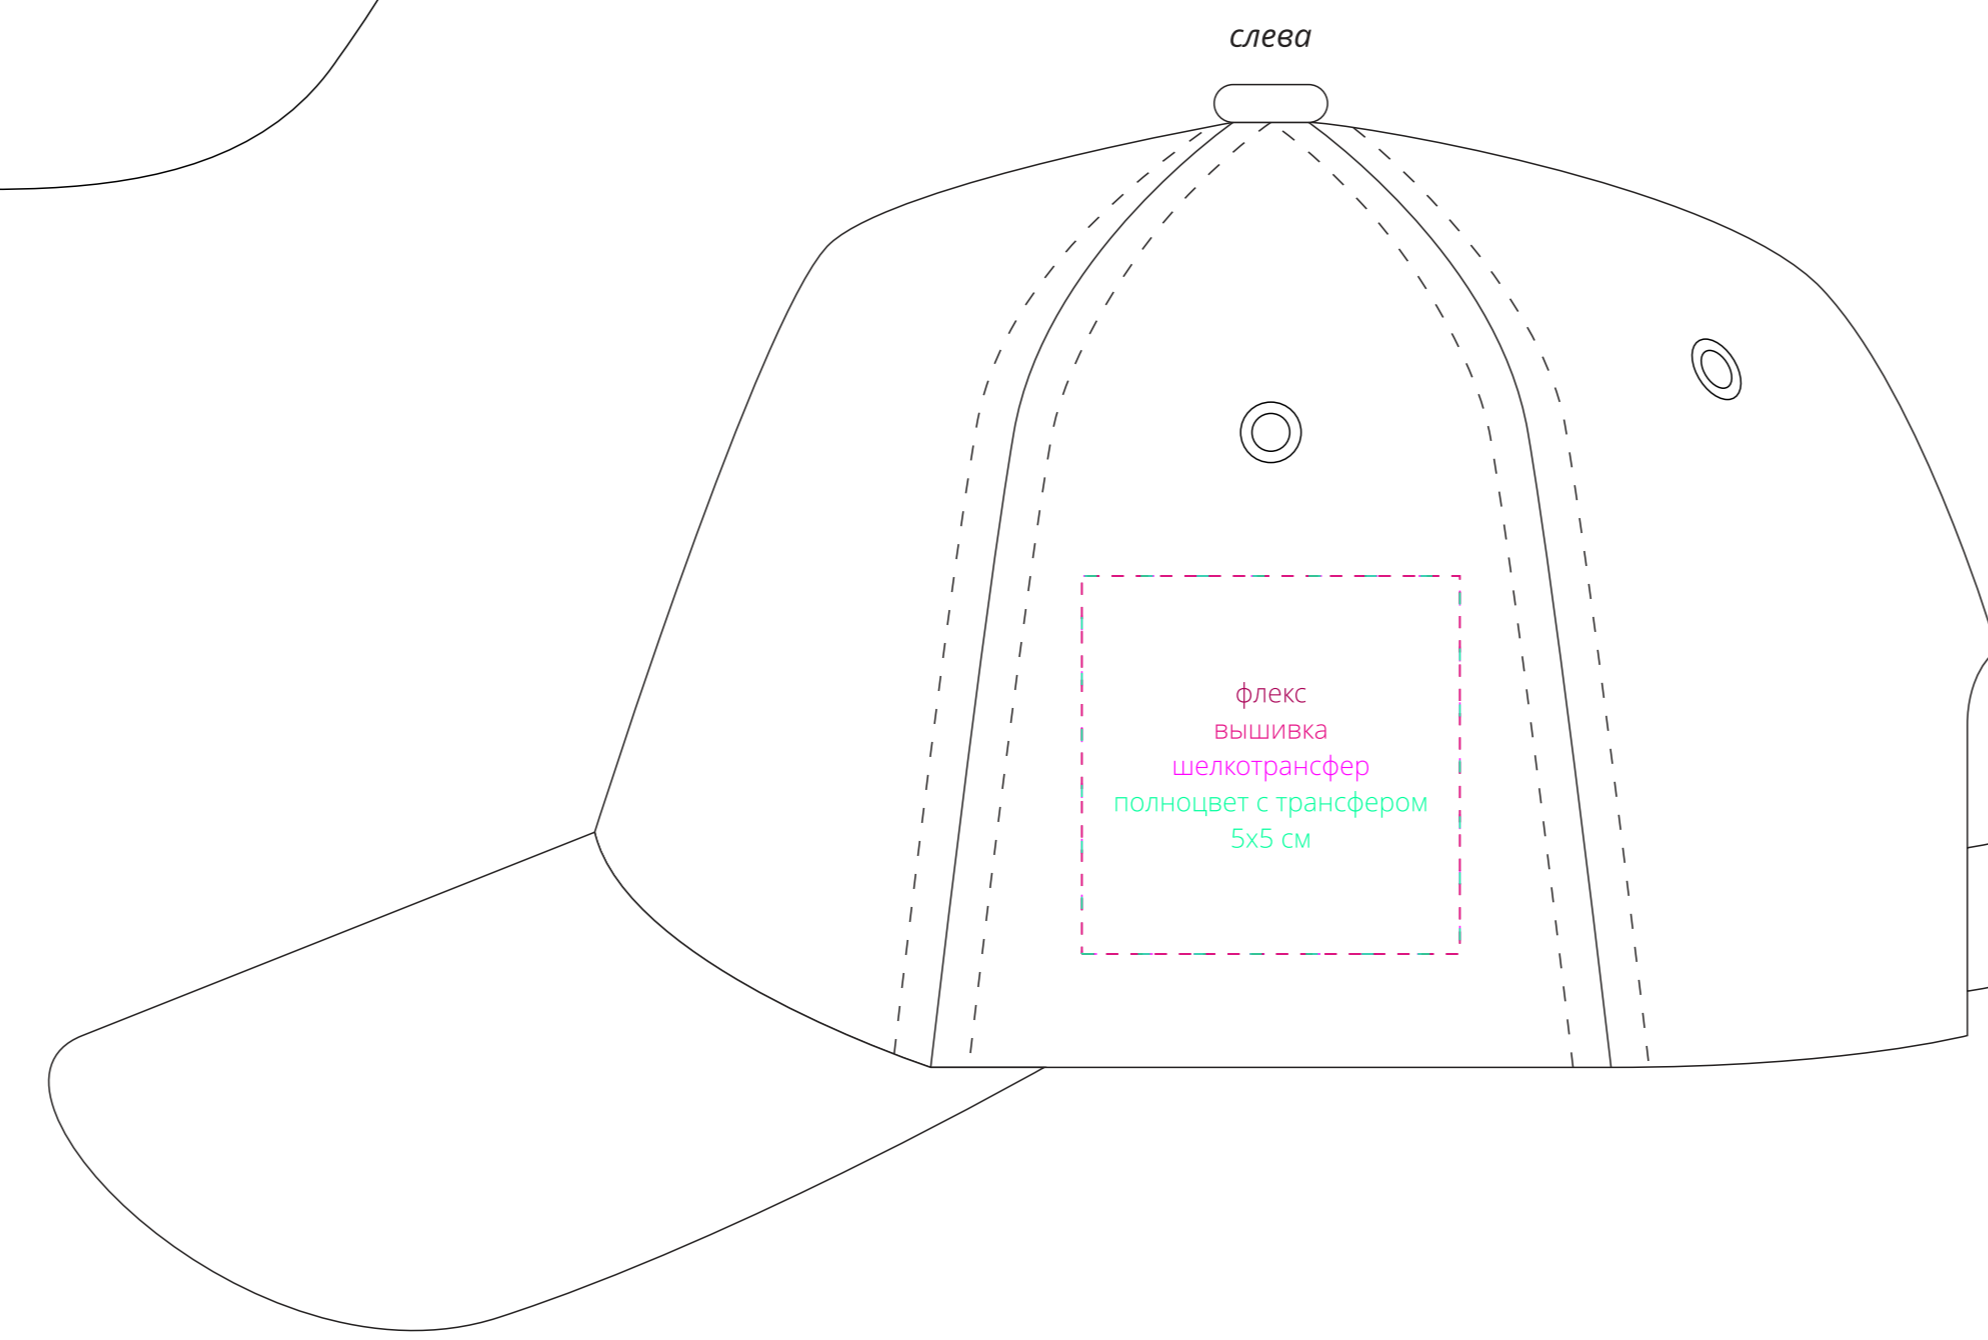 слева
флекс
вышивка
шелкотрансфер
полноцвет с трансфером
5x5 см